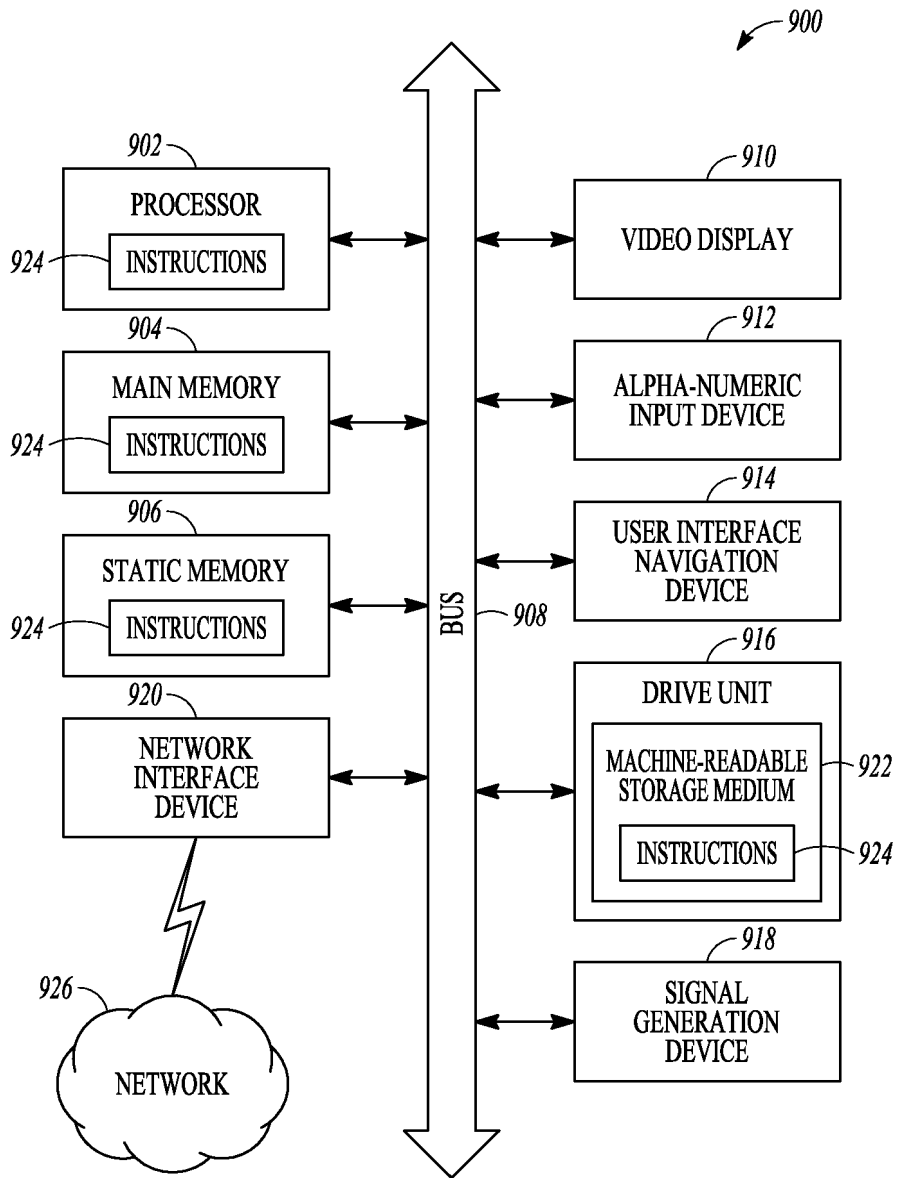 900
902
PROCESSOR
924
INSTRUCTIONS
904
MAIN MEMORY
924
INSTRUCTIONS
906
STATIC MEMORY
924
INSTRUCTIONS
920
NETWORK
INTERFACE
DEVICE
926
NETWORK
BUS
908
910
VIDEO DISPLAY
912
ALPHA-NUMERIC
INPUT DEVICE
914
USER INTERFACE
NAVIGATION
DEVICE
916
DRIVE UNIT
MACHINE-READABLE
STORAGE MEDIUM
922
INSTRUCTIONS
924
918
SIGNAL
GENERATION
DEVICE